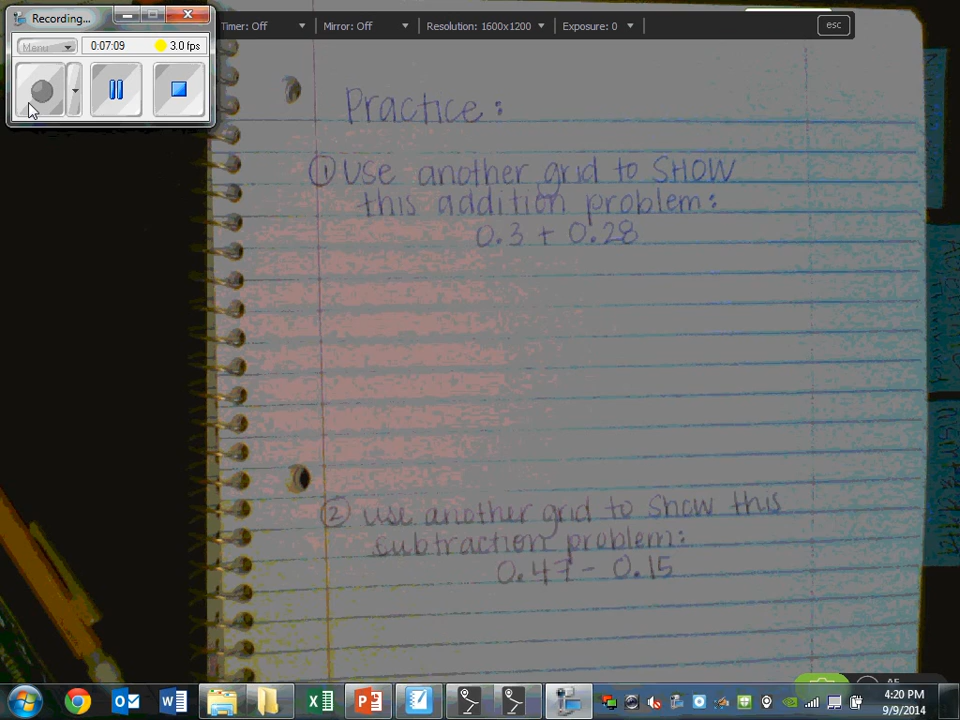 Recording...
Timer: Off
Mirror: Off
Resolution: 1600x1200
Exposure: 0
esc
Menu
0:07:09
3.0 fps
Practice:
① Use another grid to SHOW
this addition problem:
0.3 + 0.28
② use another grid to show this
subtraction problem:
0.47 - 0.15
AF
4:20 PM
9/9/2014